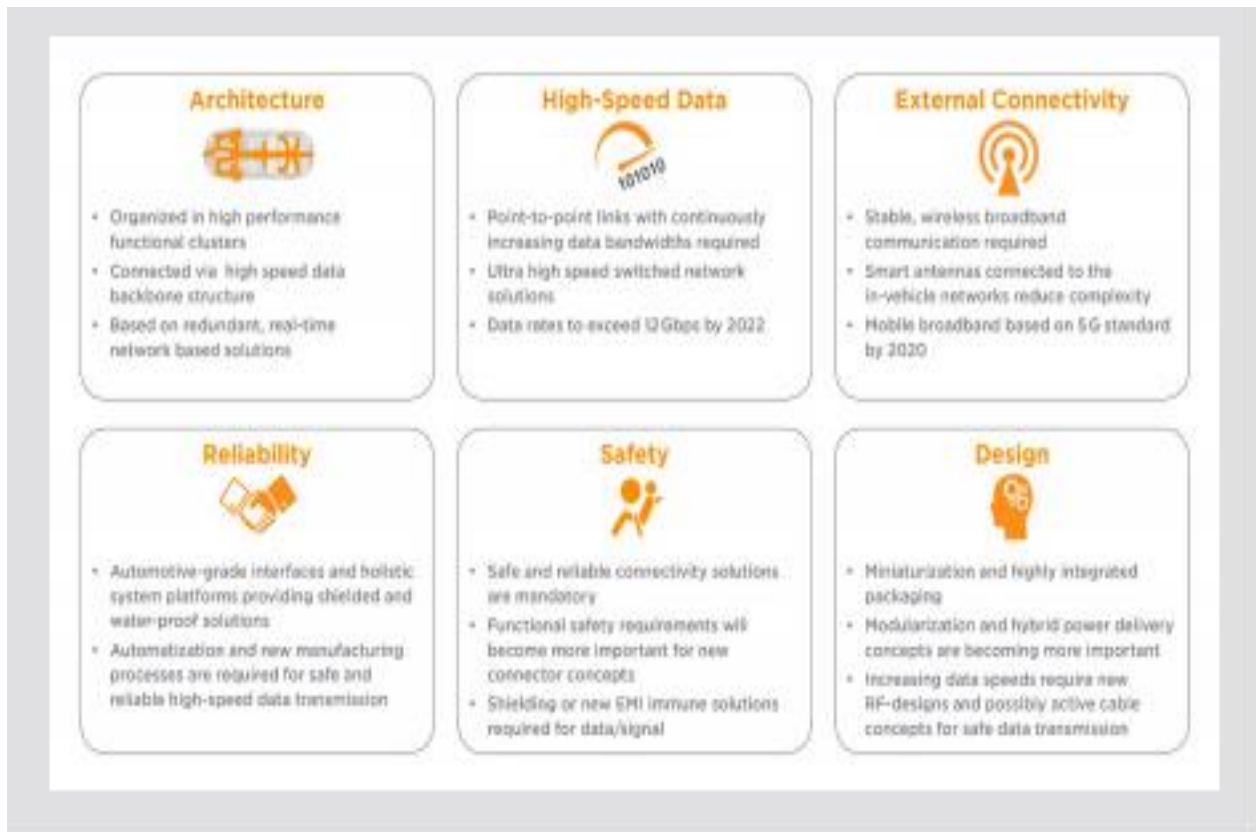 Architecture
• Organized in high performance
functional clusters
• Connected via high speed data
backbone structure
• Based on redundant, real-time
network based solutions
High-Speed Data
101010
• Point-to-point links with continuously
increasing data bandwidths required
• Ultra high speed switched network
solutions
• Data rates to exceed 12Gbps by 2022
External Connectivity
• Stable, wireless broadband
communication required
• Smart antennas connected to the
in-vehicle networks reduce complexity
• Mobile broadband based on 5G standard
by 2020
Reliability
• Automotive-grade interfaces and holistic
system platforms providing shielded and
water-proof solutions
• Automatization and new manufacturing
processes are required for safe and
reliable high-speed data transmission
Safety
• Safe and reliable connectivity solutions
are mandatory
• Functional safety requirements will
become more important for new
connector concepts
• Shielding or new EMI immune solutions
required for data/signal
Design
• Miniaturization and highly integrated
packaging
• Modularization and hybrid power delivery
concepts are becoming more important
• Increasing data speeds require new
RF-designs and possibly active cable
concepts for safe data transmission